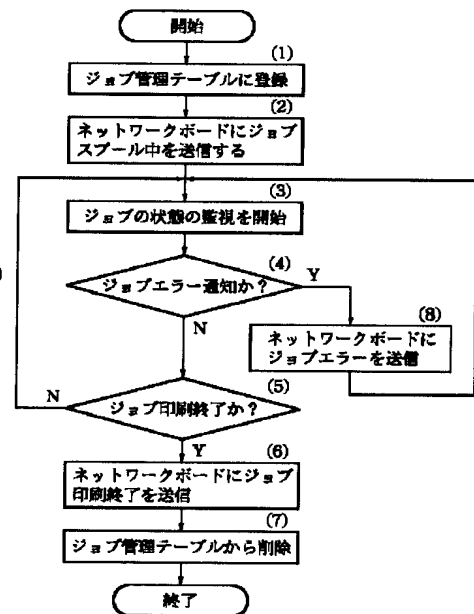 開始
(1)
ジョブ管理テーブルに登録
(2)
ネットワークボードにジョブ
スプール中を送信する
(3)
ジョブの状態の監視を開始
(4)
ジョブエラー通知か?
Y
N
(8)
ネットワークボードに
ジョブエラーを送信
(5)
ジョブ印刷終了か?
N
Y
(6)
ネットワークボードにジョブ
印刷終了を送信
(7)
ジョブ管理テーブルから削除
終了